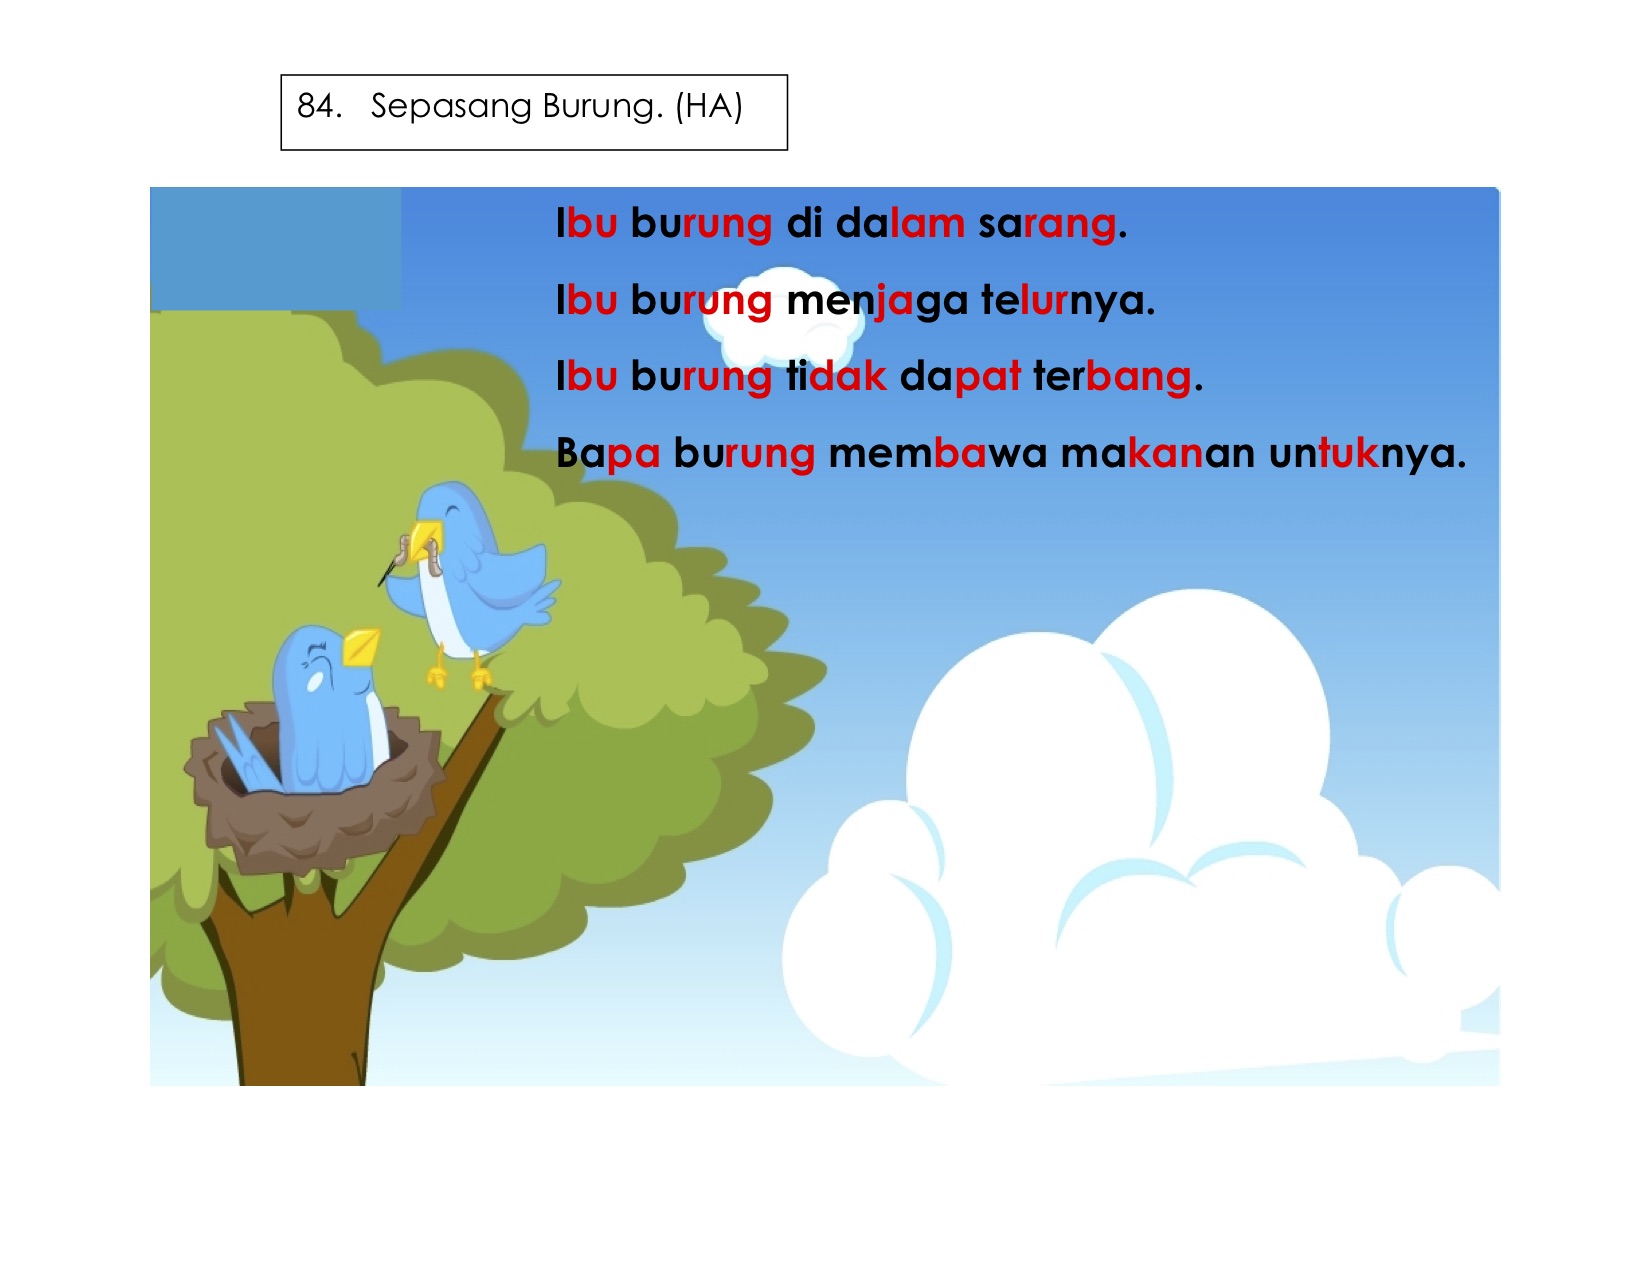 84. Sepasang Burung. (HA)
Ibu burung di dalam sarang.
Ibu burung menjaga telurnya.
Ibu burung tidak dapat terbang.
Bapa burung membawa makanan untuknya.